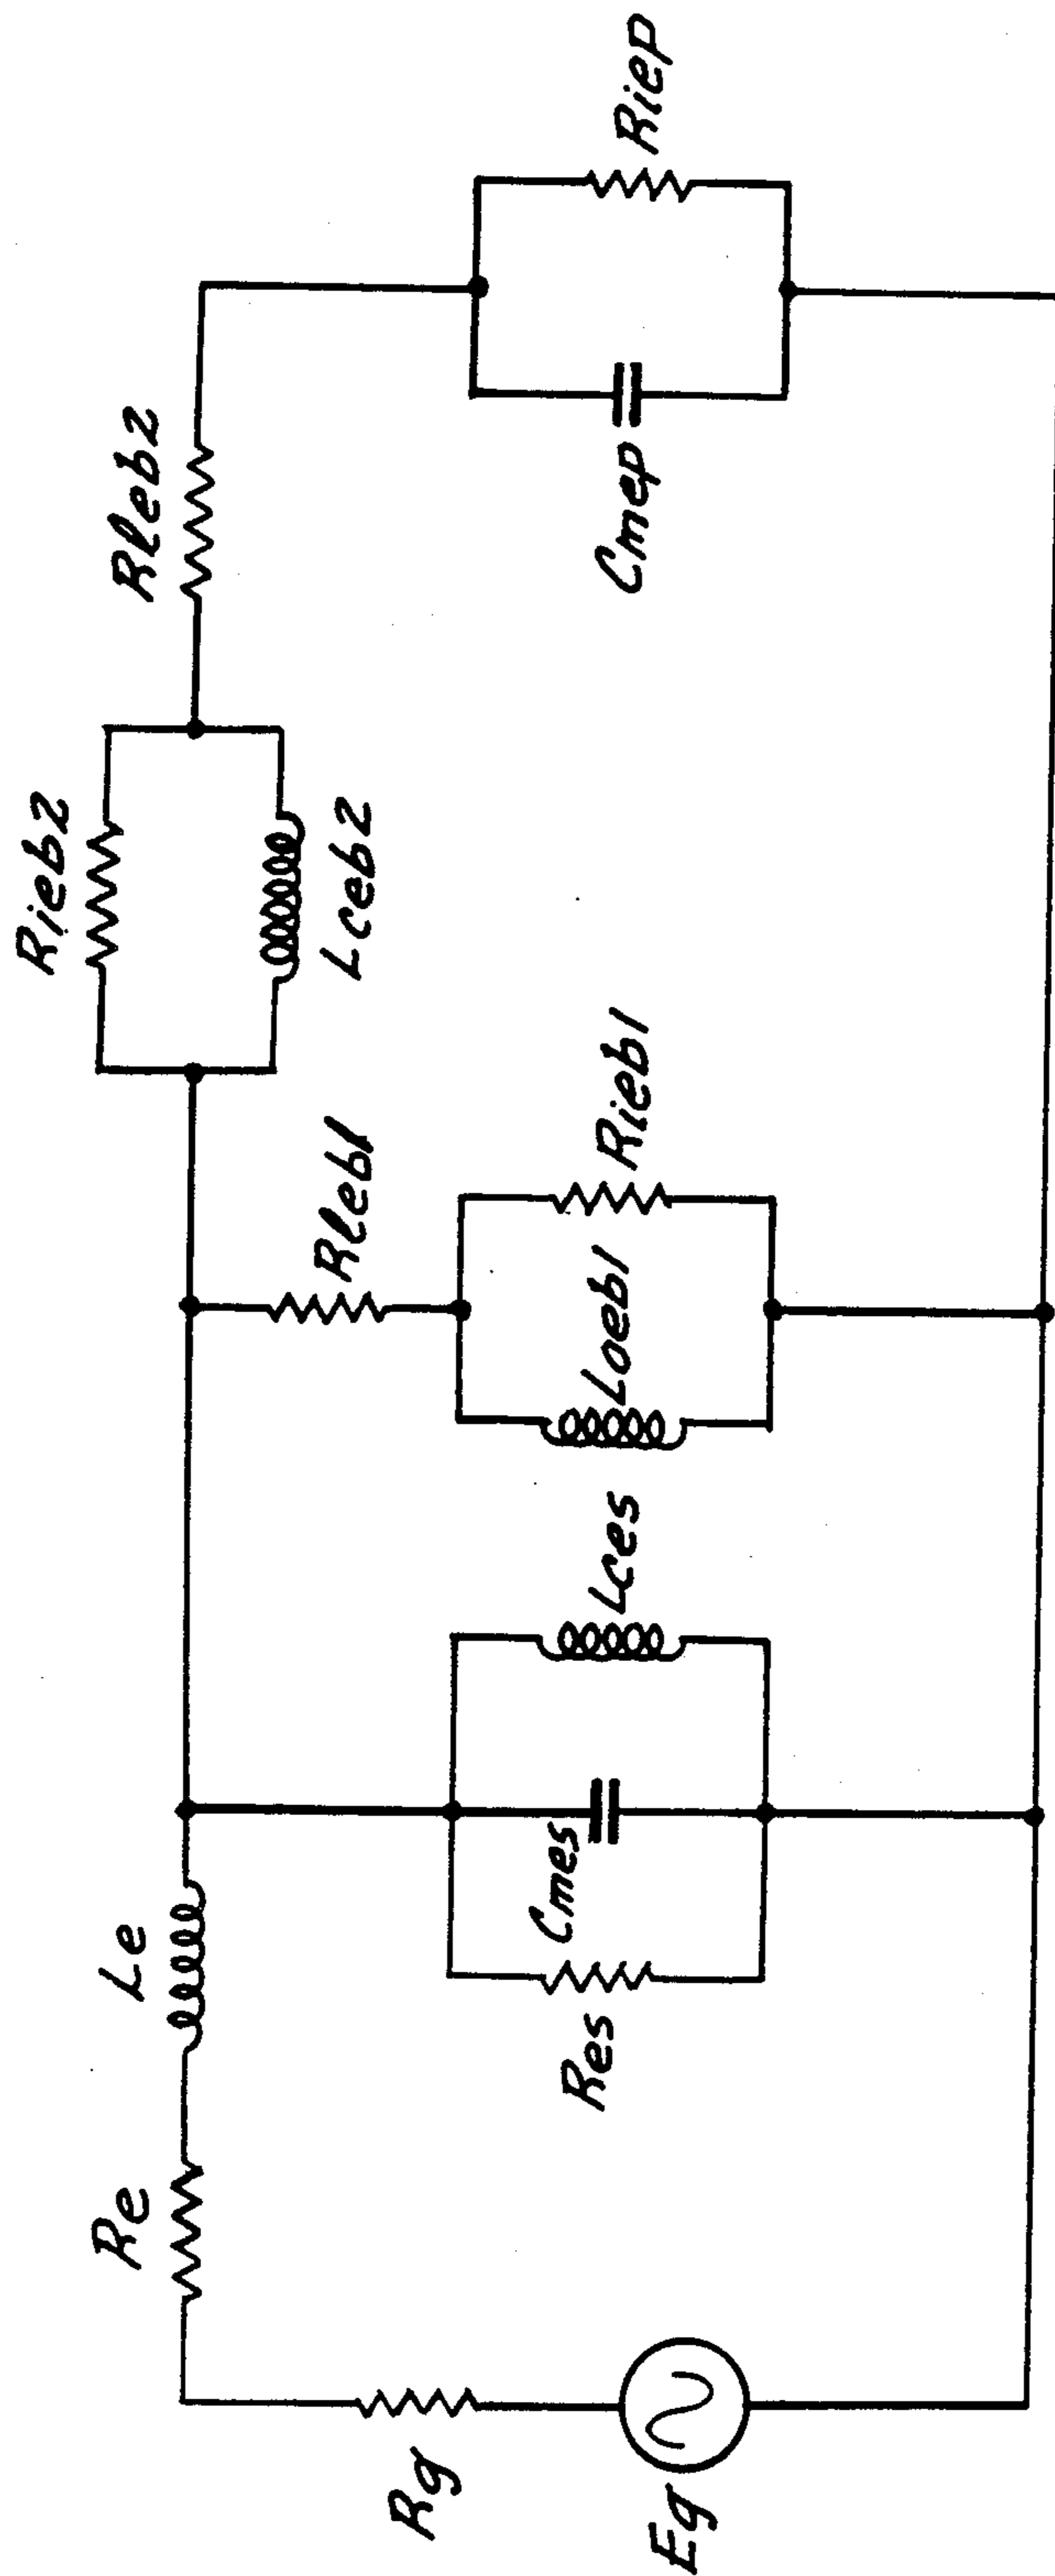 Eg
Rg
Re
Le
Res
Cmes
Lces
Rleb1
Loeb1
Rieb1
Rieb2
Lceb2
Rleb2
Cmep
Riep